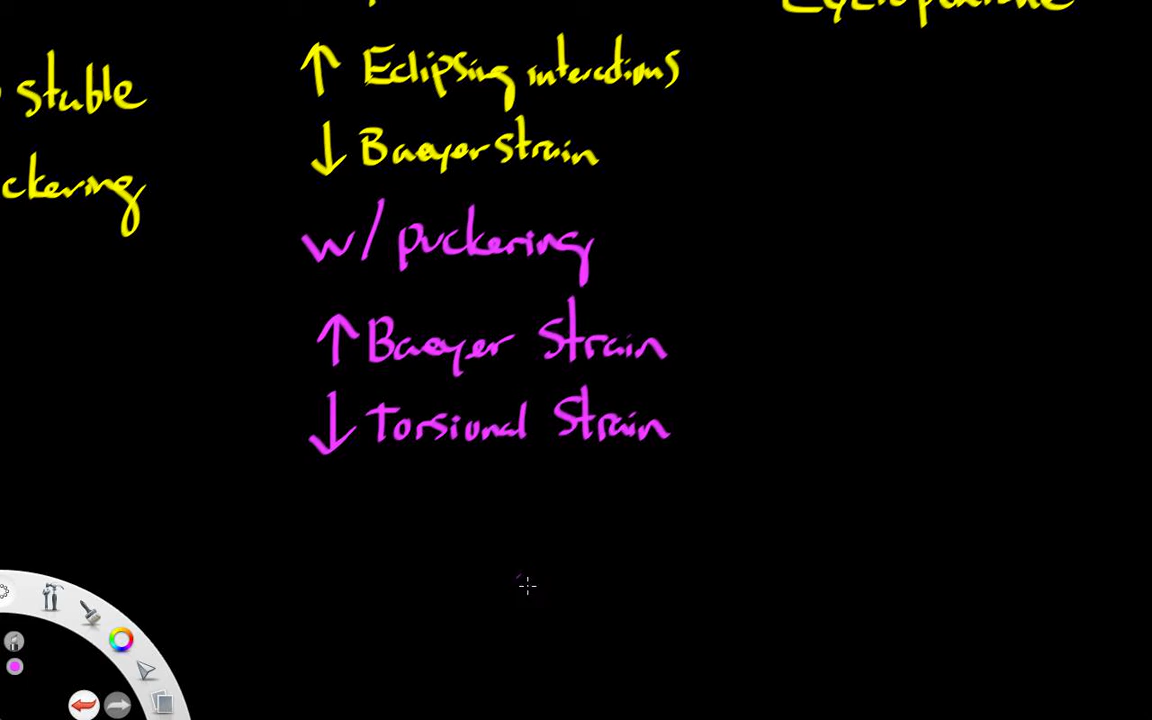 stable
ckering
↑ Eclipsing interactions
↓ Baeyer strain
w/ puckering
↑ Baeyer Strain
↓ Torsional Strain